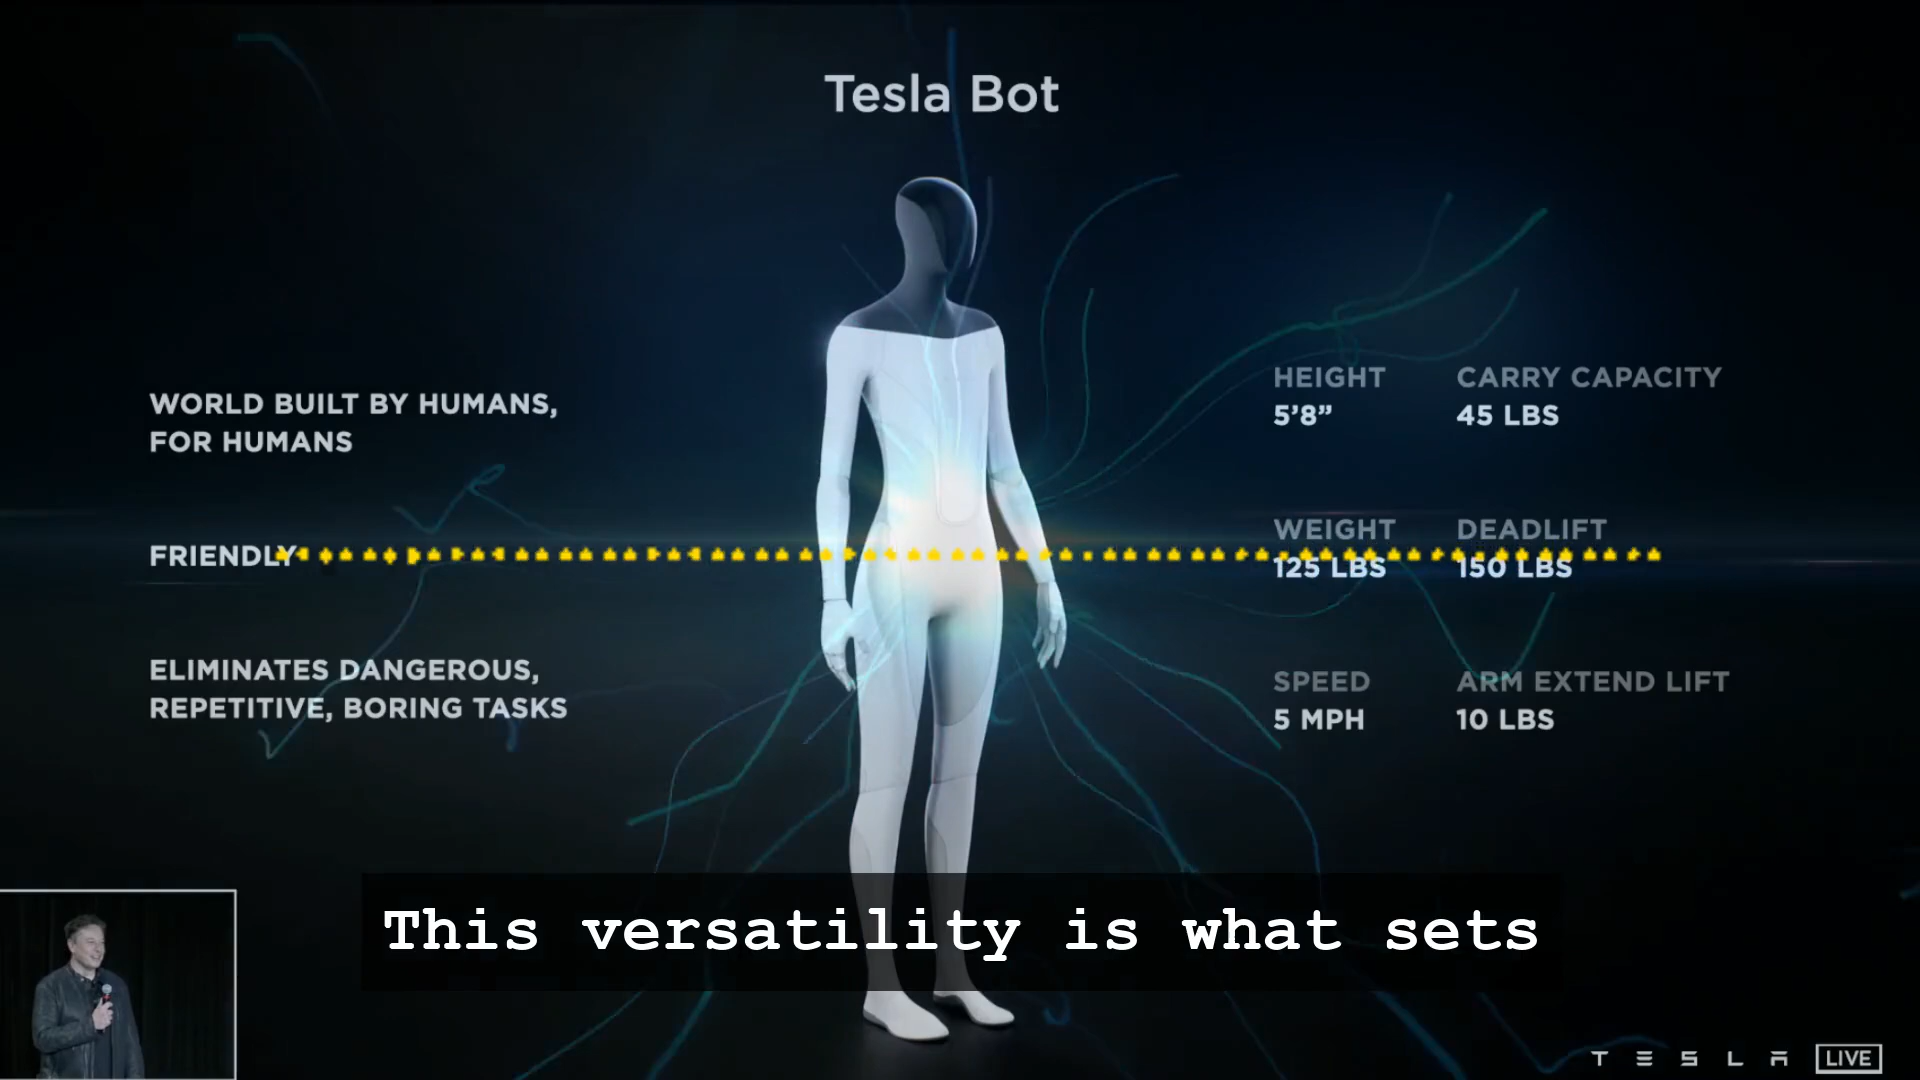 Tesla Bot
WORLD BUILT BY HUMANS,
FOR HUMANS
FRIENDLY
ELIMINATES DANGEROUS,
REPETITIVE, BORING TASKS
HEIGHT
5’8”
CARRY CAPACITY
45 LBS
WEIGHT
125 LBS
DEADLIFT
150 LBS
SPEED
5 MPH
ARM EXTEND LIFT
10 LBS
This versatility is what sets
TESLA LIVE